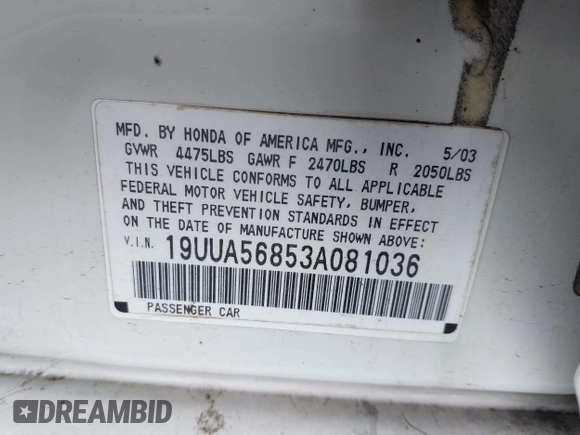 MFD. BY HONDA OF AMERICA MFG., INC. 5/03
GVWR 4475LBS GAWR F 2470LBS R 2050LBS
THIS VEHICLE CONFORMS TO ALL APPLICABLE
FEDERAL MOTOR VEHICLE SAFETY, BUMPER,
AND THEFT PREVENTION STANDARDS IN EFFECT
ON THE DATE OF MANUFACTURE SHOWN ABOVE:
V.I.N. 19UUA56853A081036
PASSENGER CAR
DREAMBID